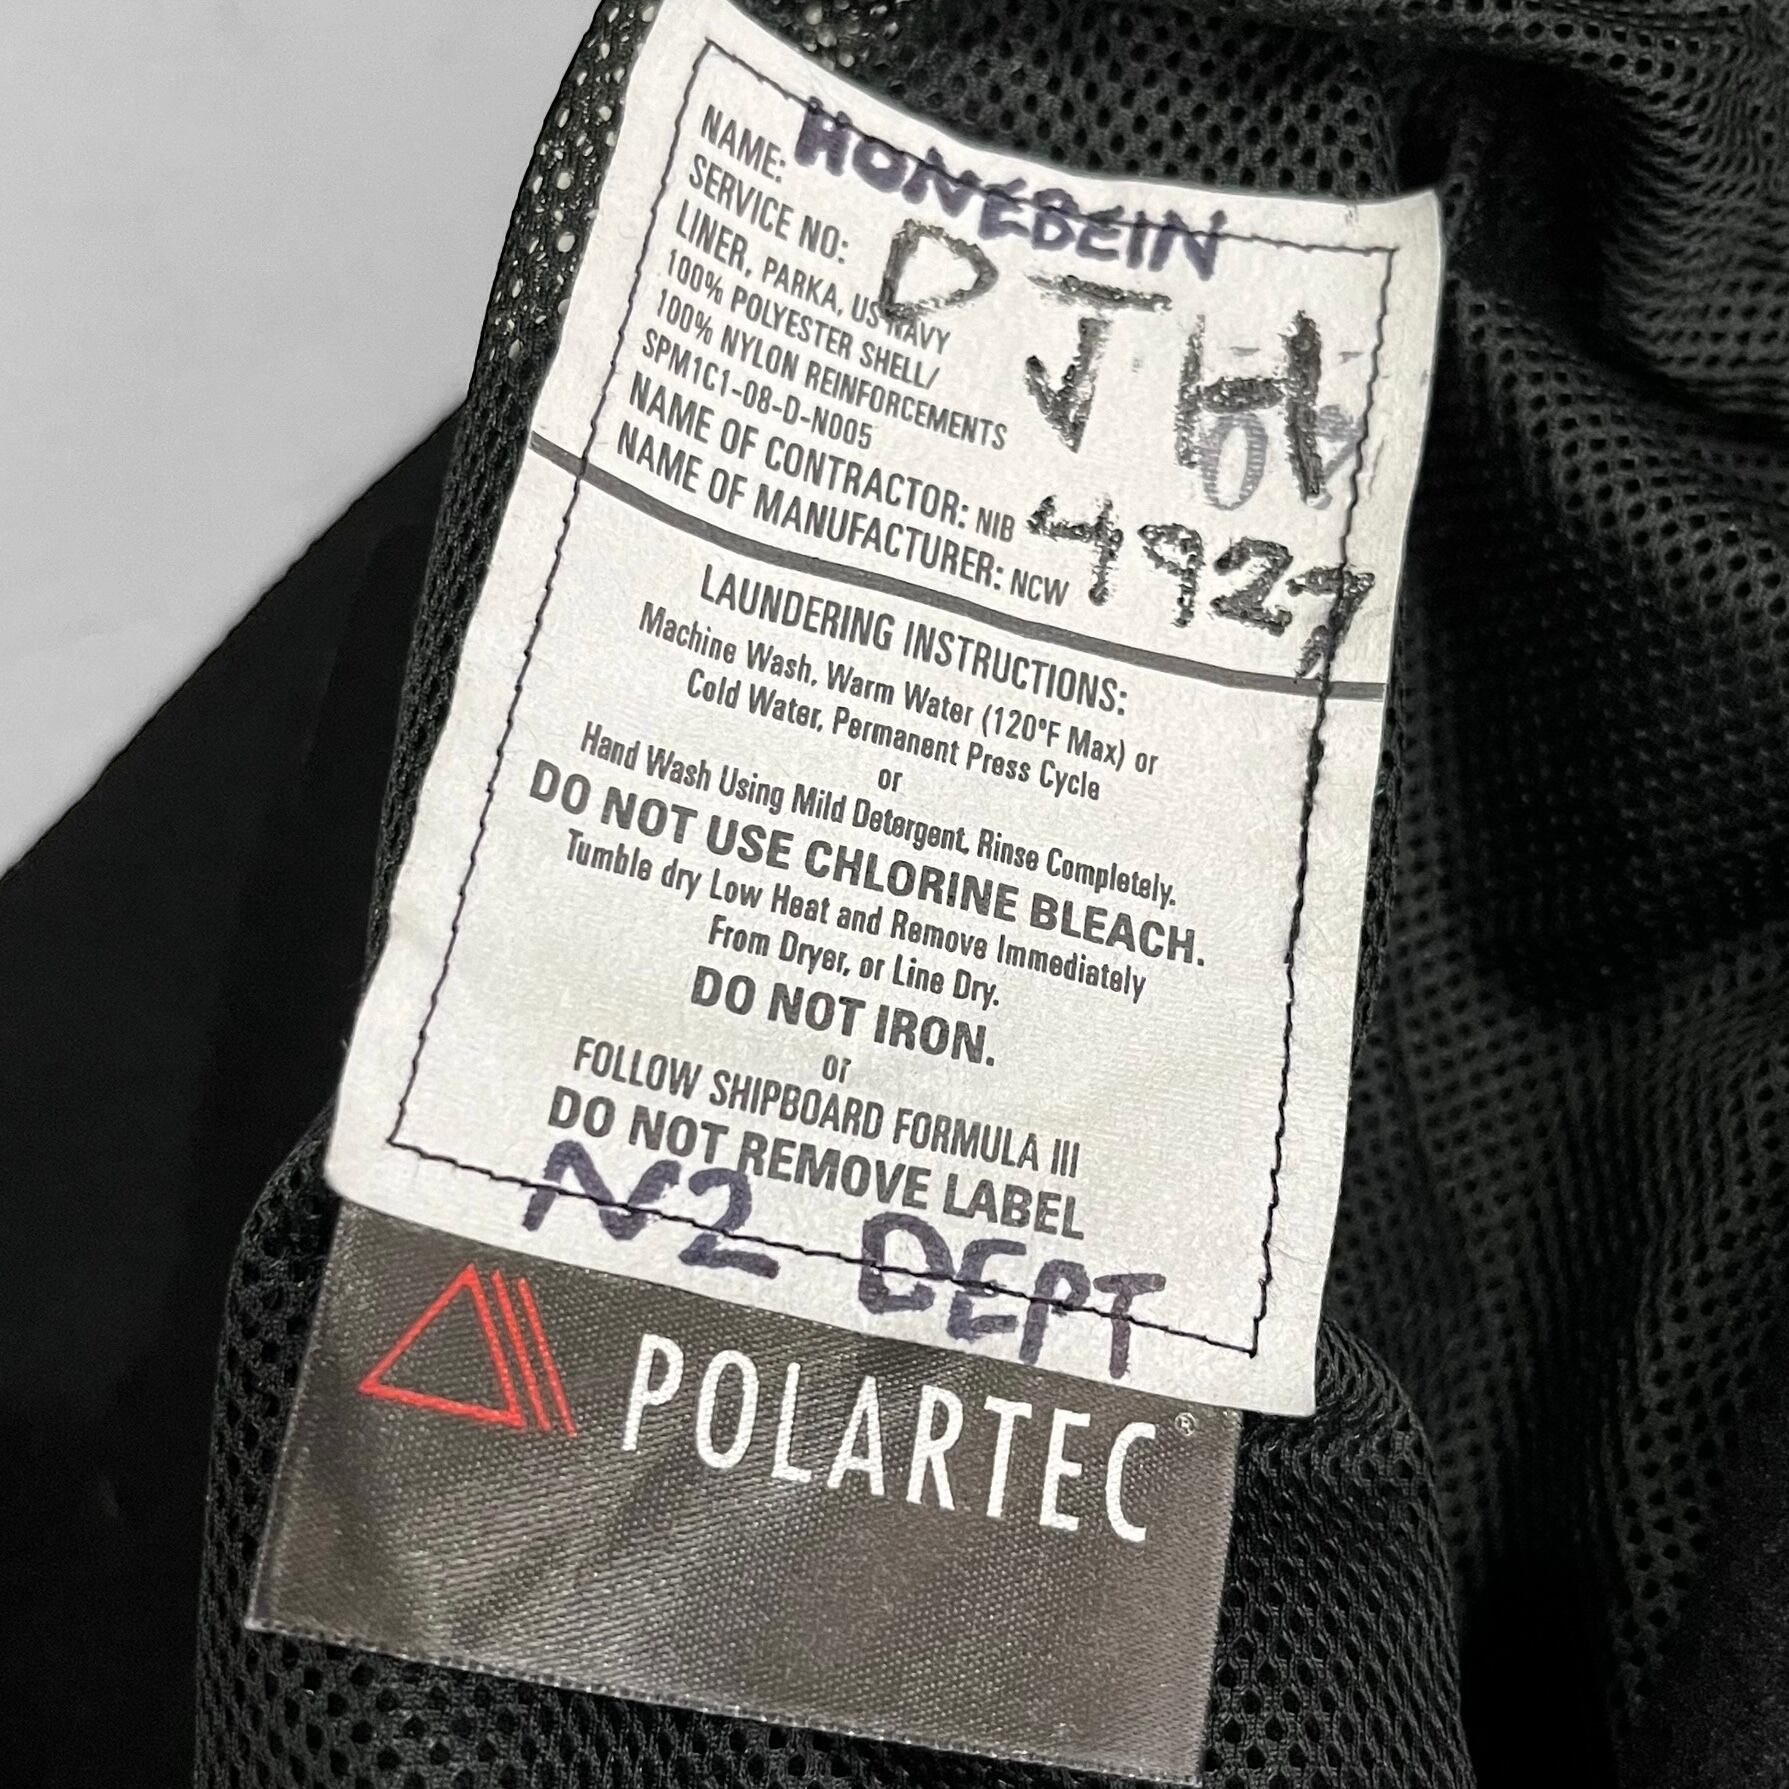 NAME: HONEBEIN
SERVICE NO: DJH
LINER, PARKA, US NAVY
100% POLYESTER SHELL/
100% NYLON REINFORCEMENTS
SPM1C1-08-D-N005
NAME OF CONTRACTOR: NIB
NAME OF MANUFACTURER: NCW
4927
LAUNDERING INSTRUCTIONS:
Machine Wash, Warm Water (120°F Max) or
Cold Water, Permanent Press Cycle
or
Hand Wash Using Mild Detergent, Rinse Completely.
DO NOT USE CHLORINE BLEACH.
Tumble dry Low Heat and Remove Immediately
From Dryer, or Line Dry.
DO NOT IRON.
or
FOLLOW SHIPBOARD FORMULA III
DO NOT REMOVE LABEL
N2 DEPT
POLARTEC®